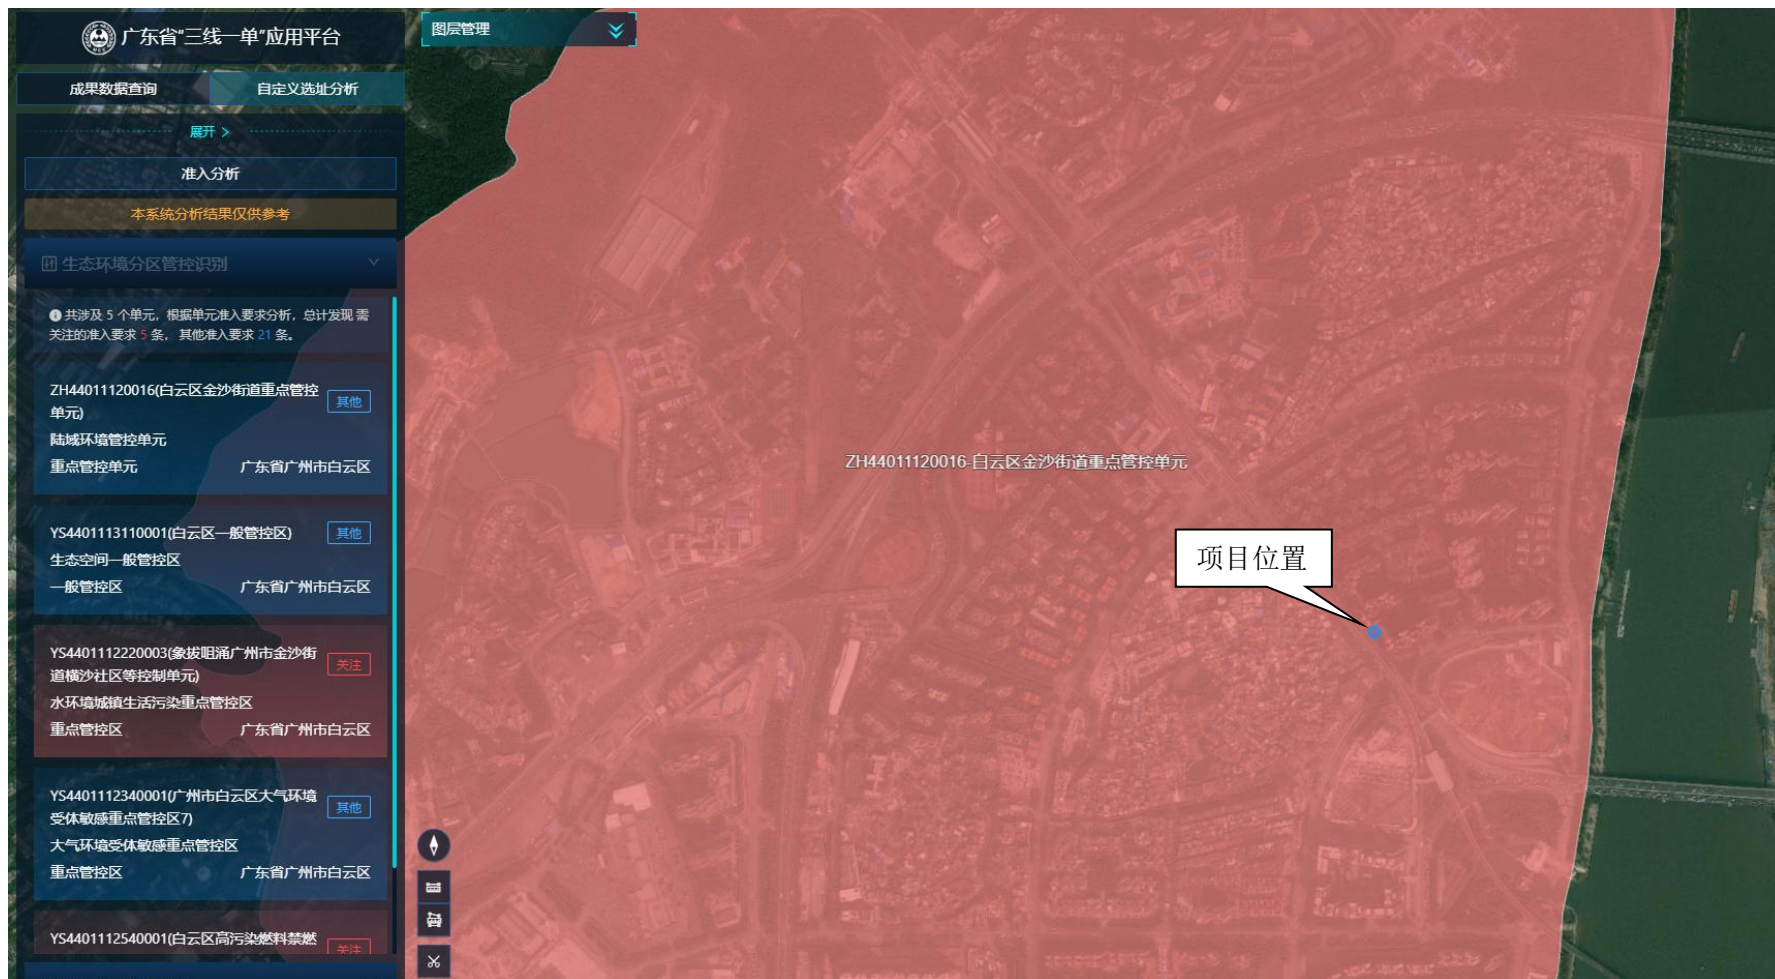 广东省“三线一单”应用平台
成果数据查询
自定义选址分析
展开 >
准入分析
本系统分析结果仅供参考
生态环境分区管控识别
共涉及 5 个单元，根据单元准入要求分析，总计发现 需
关注的准入要求 5 条， 其他准入要求 21 条。
ZH44011120016(白云区金沙街道重点管控
单元)
其他
陆域环境管控单元
重点管控单元
广东省广州市白云区
YS4401113110001(白云区一般管控区)
其他
生态空间一般管控区
一般管控区
广东省广州市白云区
YS4401112220003(象拔咀涌广州市金沙街
道横沙社区等控制单元)
关注
水环境城镇生活污染重点管控区
重点管控区
广东省广州市白云区
YS4401112340001(广州市白云区大气环境
受体敏感重点管控区7)
其他
大气环境受体敏感重点管控区
重点管控区
广东省广州市白云区
YS4401112540001(白云区高污染燃料禁燃
关注
图层管理
ZH44011120016-白云区金沙街道重点管控单元
项目位置